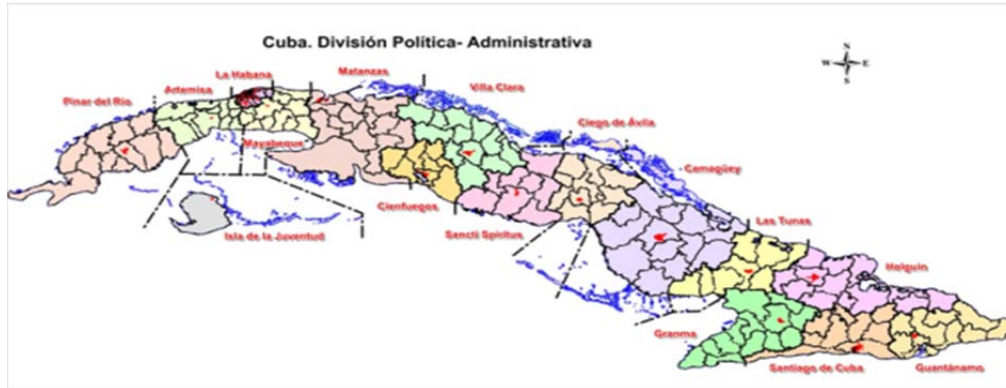 Cuba. División Política- Administrativa
N
W E
S
La Habana
Matanzas
Artemisa
Villa Clara
Pinar del Río
Ciego de Ávila
Mayabeque
Camagüey
Cienfuegos
Las Tunas
Isla de la Juventud
Sancti Spíritus
Holguín
Granma
Santiago de Cuba
Guantánamo